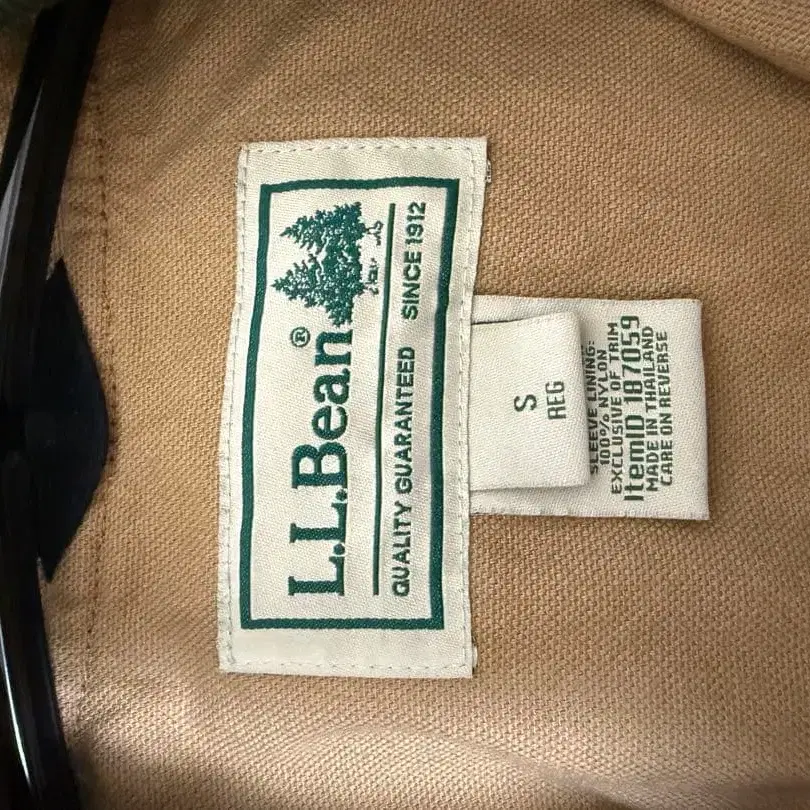 L.L.Bean®
QUALITY GUARANTEED SINCE 1912
S
REG
SLEEVE LINING:
100% NYLON
EXCLUSIVE OF TRIM
ItemID 187059
MADE IN THAILAND
CARE ON REVERSE